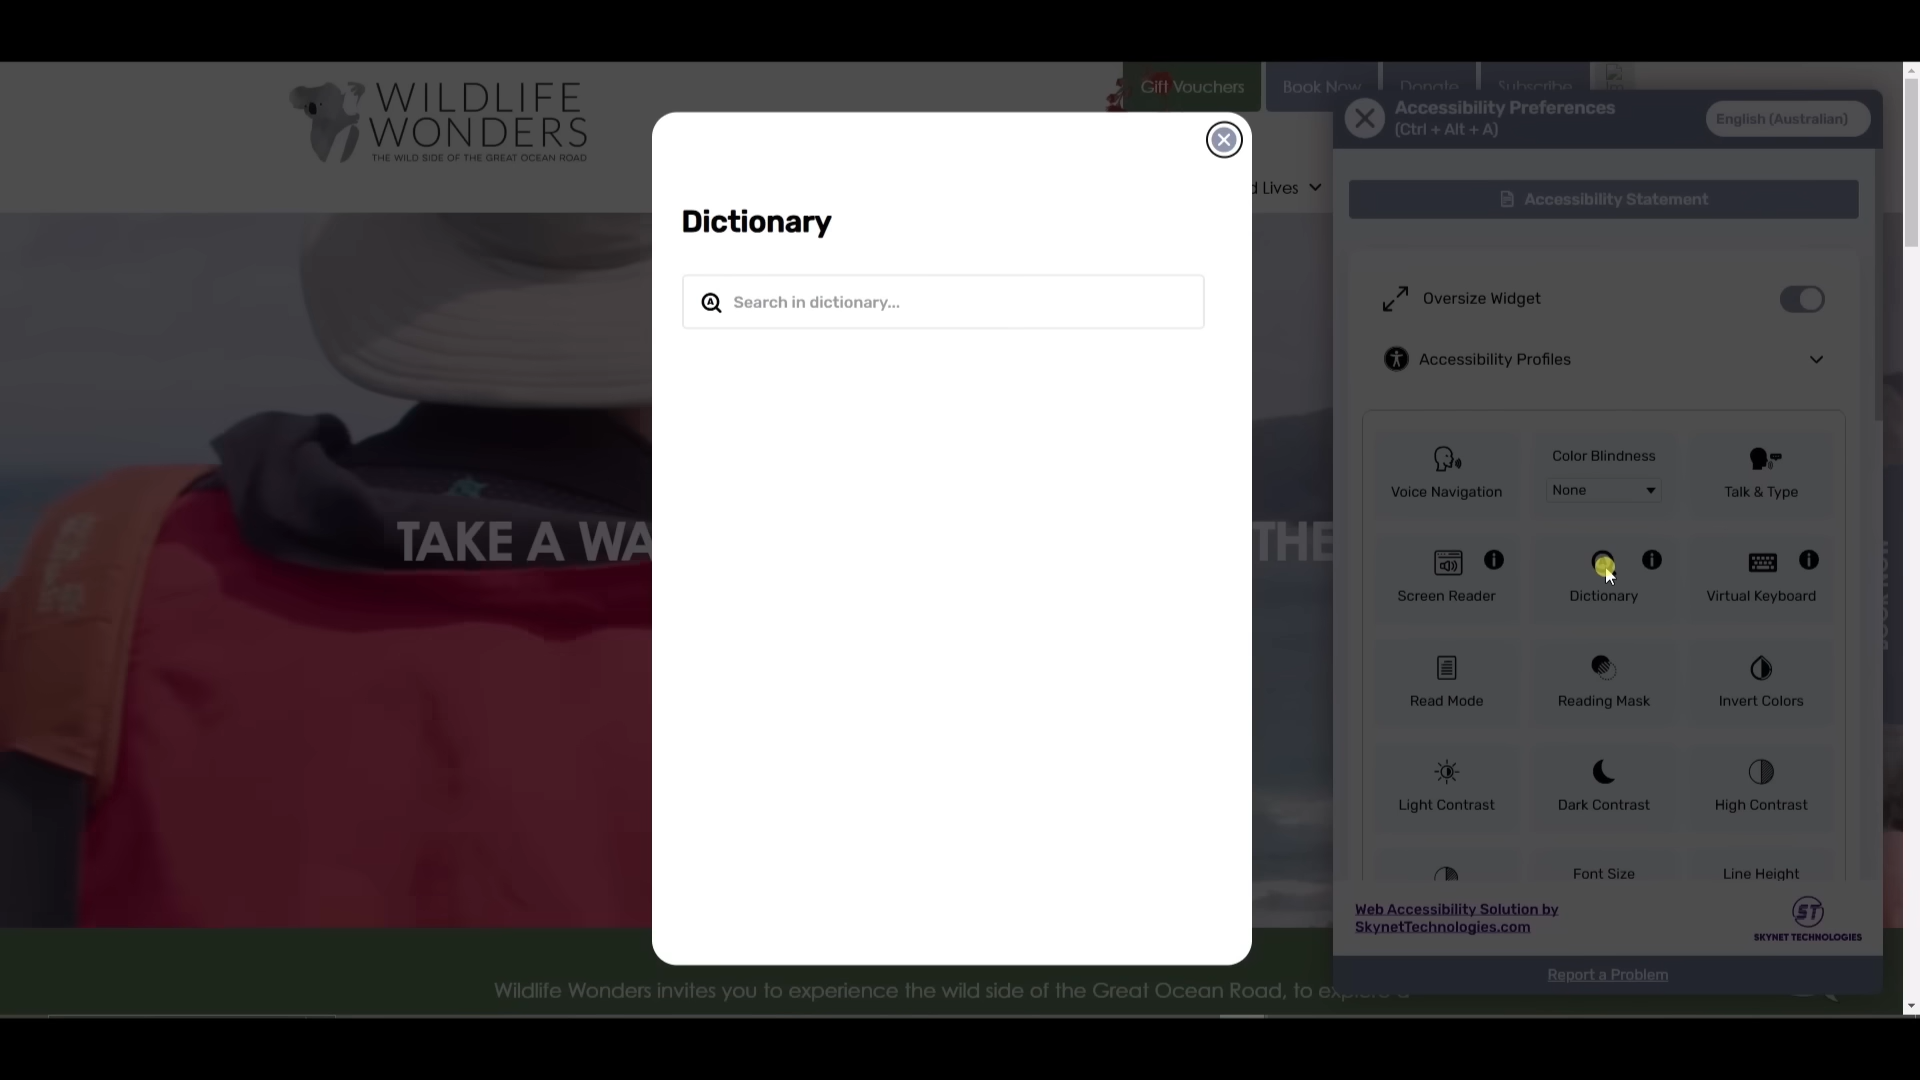 WILDLIFE
WONDERS
THE WILD SIDE OF THE GREAT OCEAN ROAD
Gift Vouchers
Book Now
Donate
Subscribe
d Lives
TAKE A WA
THE
Wildlife Wonders invites you to experience the wild side of the Great Ocean Road, to explore a
Dictionary
Search in dictionary...
Accessibility Preferences
(Ctrl + Alt + A)
English (Australian)
Accessibility Statement
Oversize Widget
Accessibility Profiles
Voice Navigation
Color Blindness
None
Talk & Type
Screen Reader
Dictionary
Virtual Keyboard
Read Mode
Reading Mask
Invert Colors
Light Contrast
Dark Contrast
High Contrast
Font Size
Line Height
Web Accessibility Solution by
SkynetTechnologies.com
ST
SKYNET TECHNOLOGIES
Report a Problem